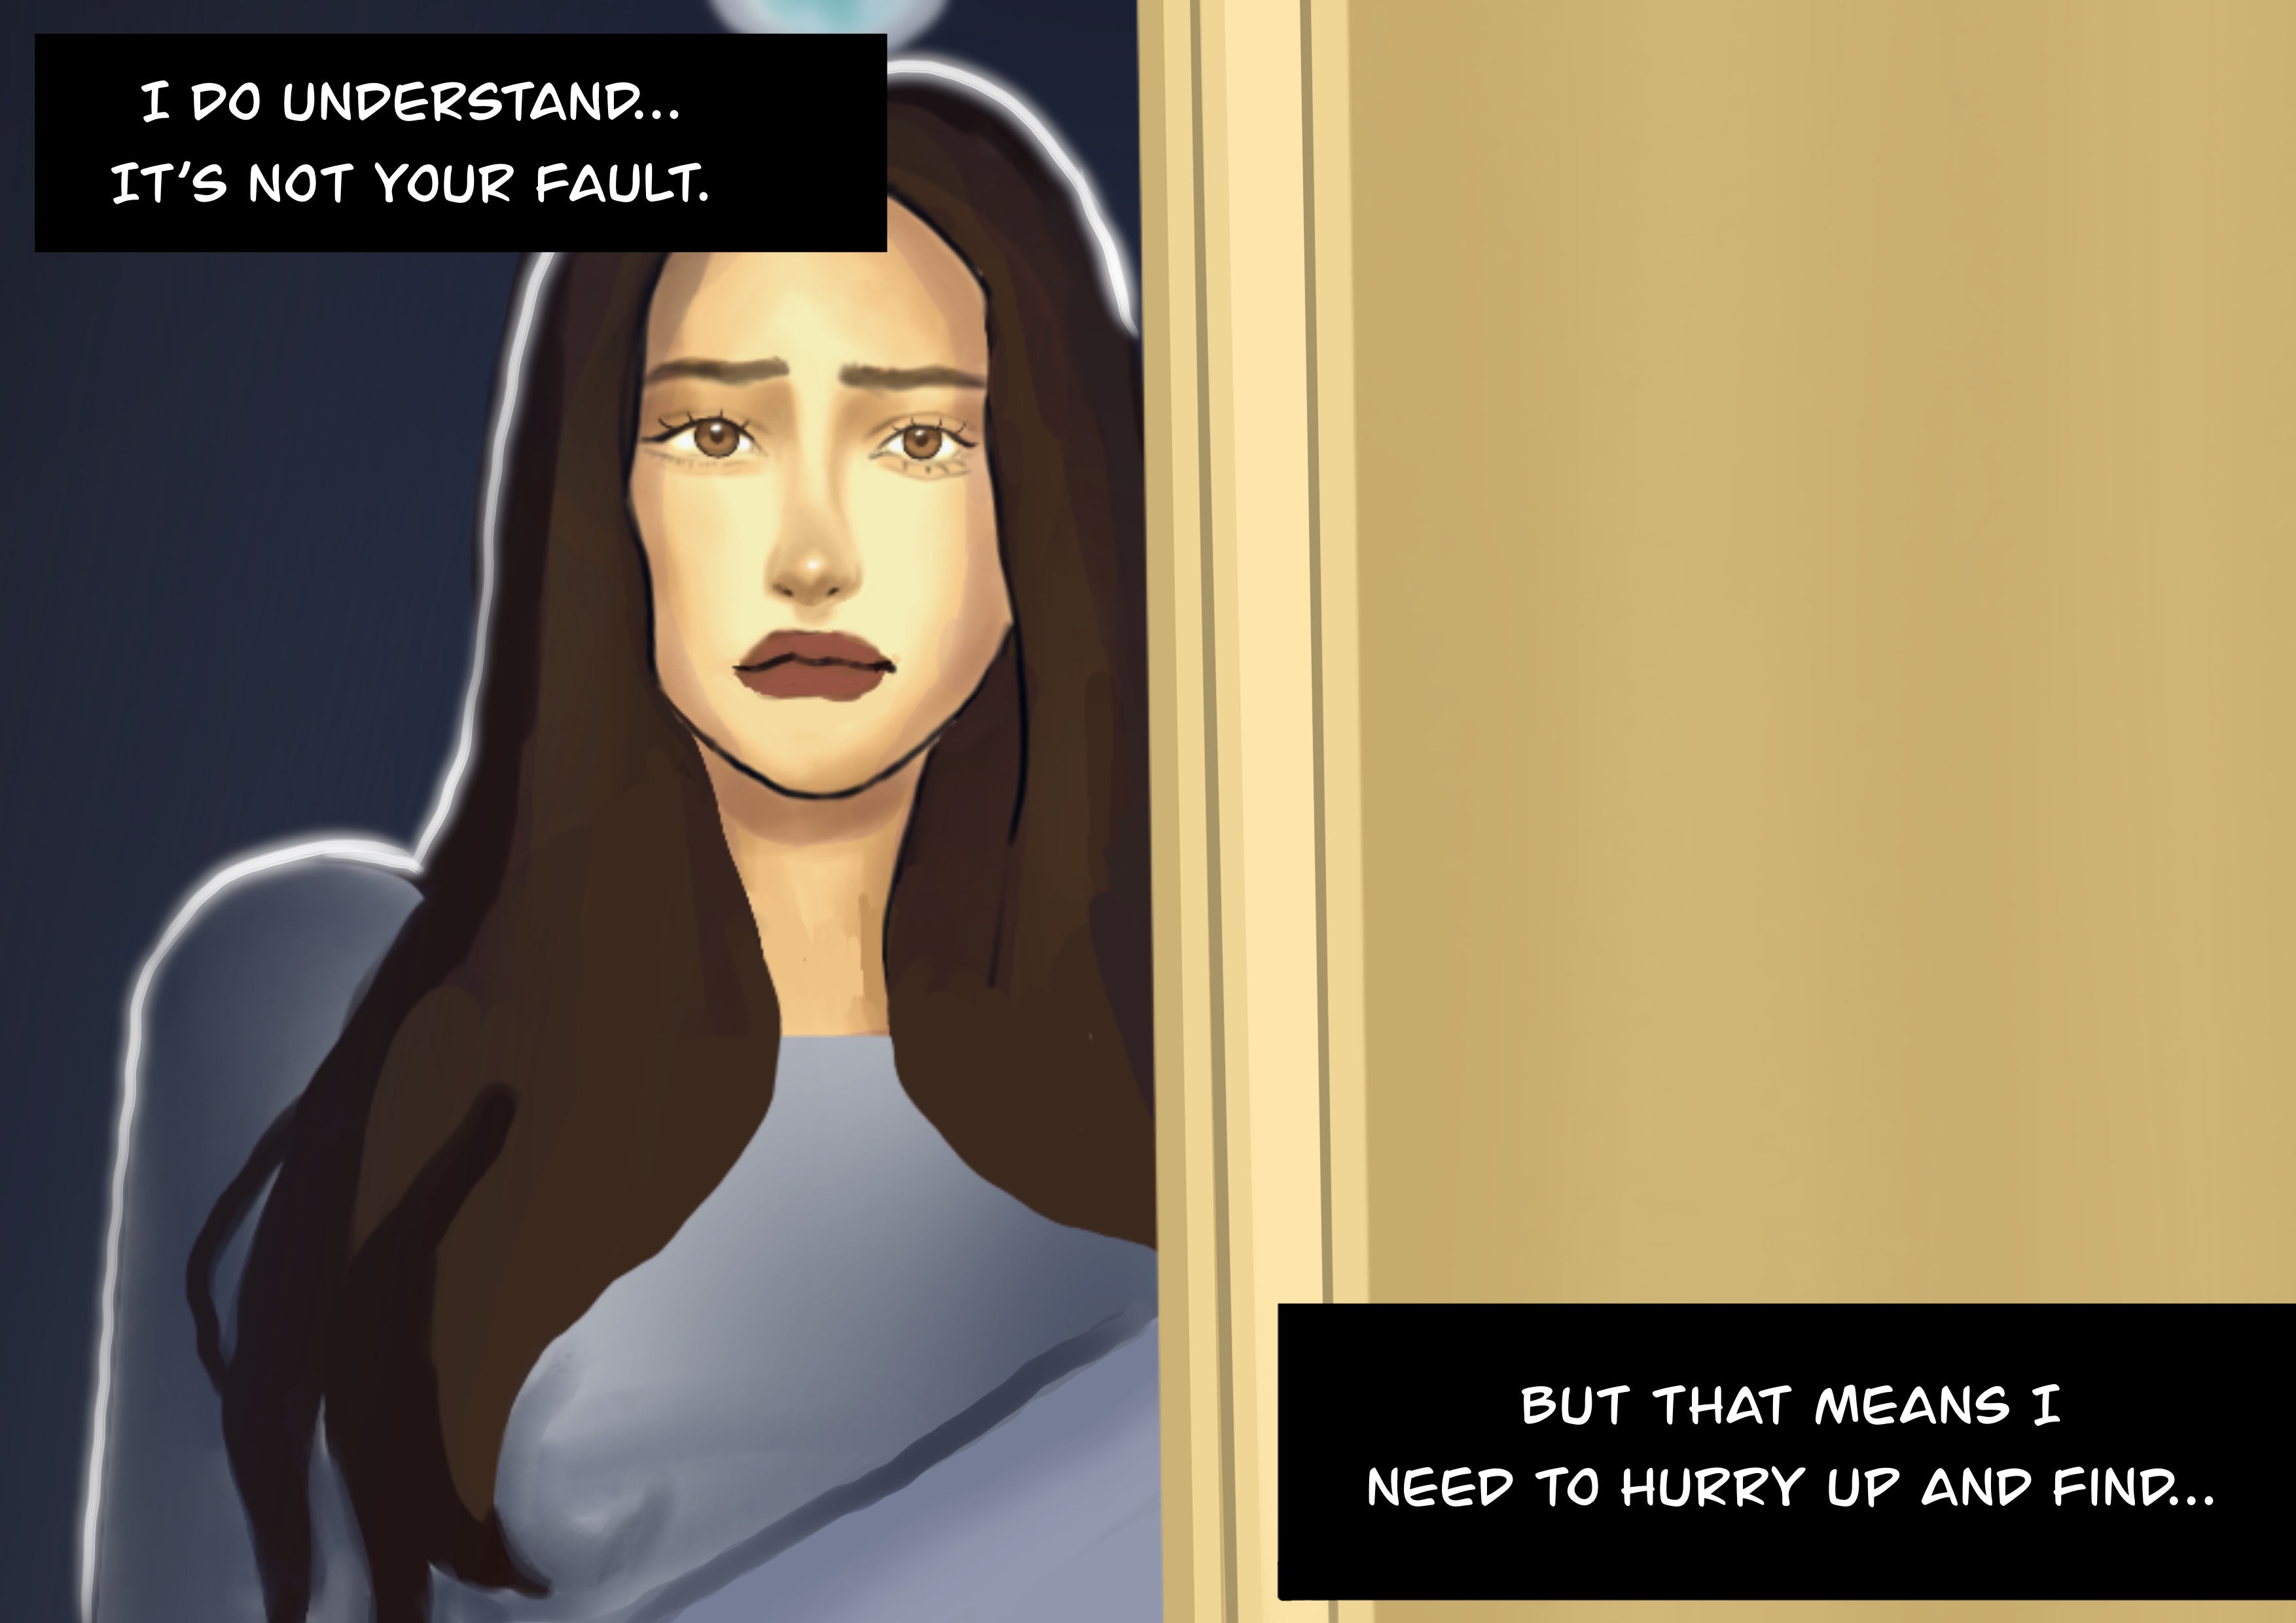 I DO UNDERSTAND...
IT'S NOT YOUR FAULT.
BUT THAT MEANS I
NEED TO HURRY UP AND FIND...